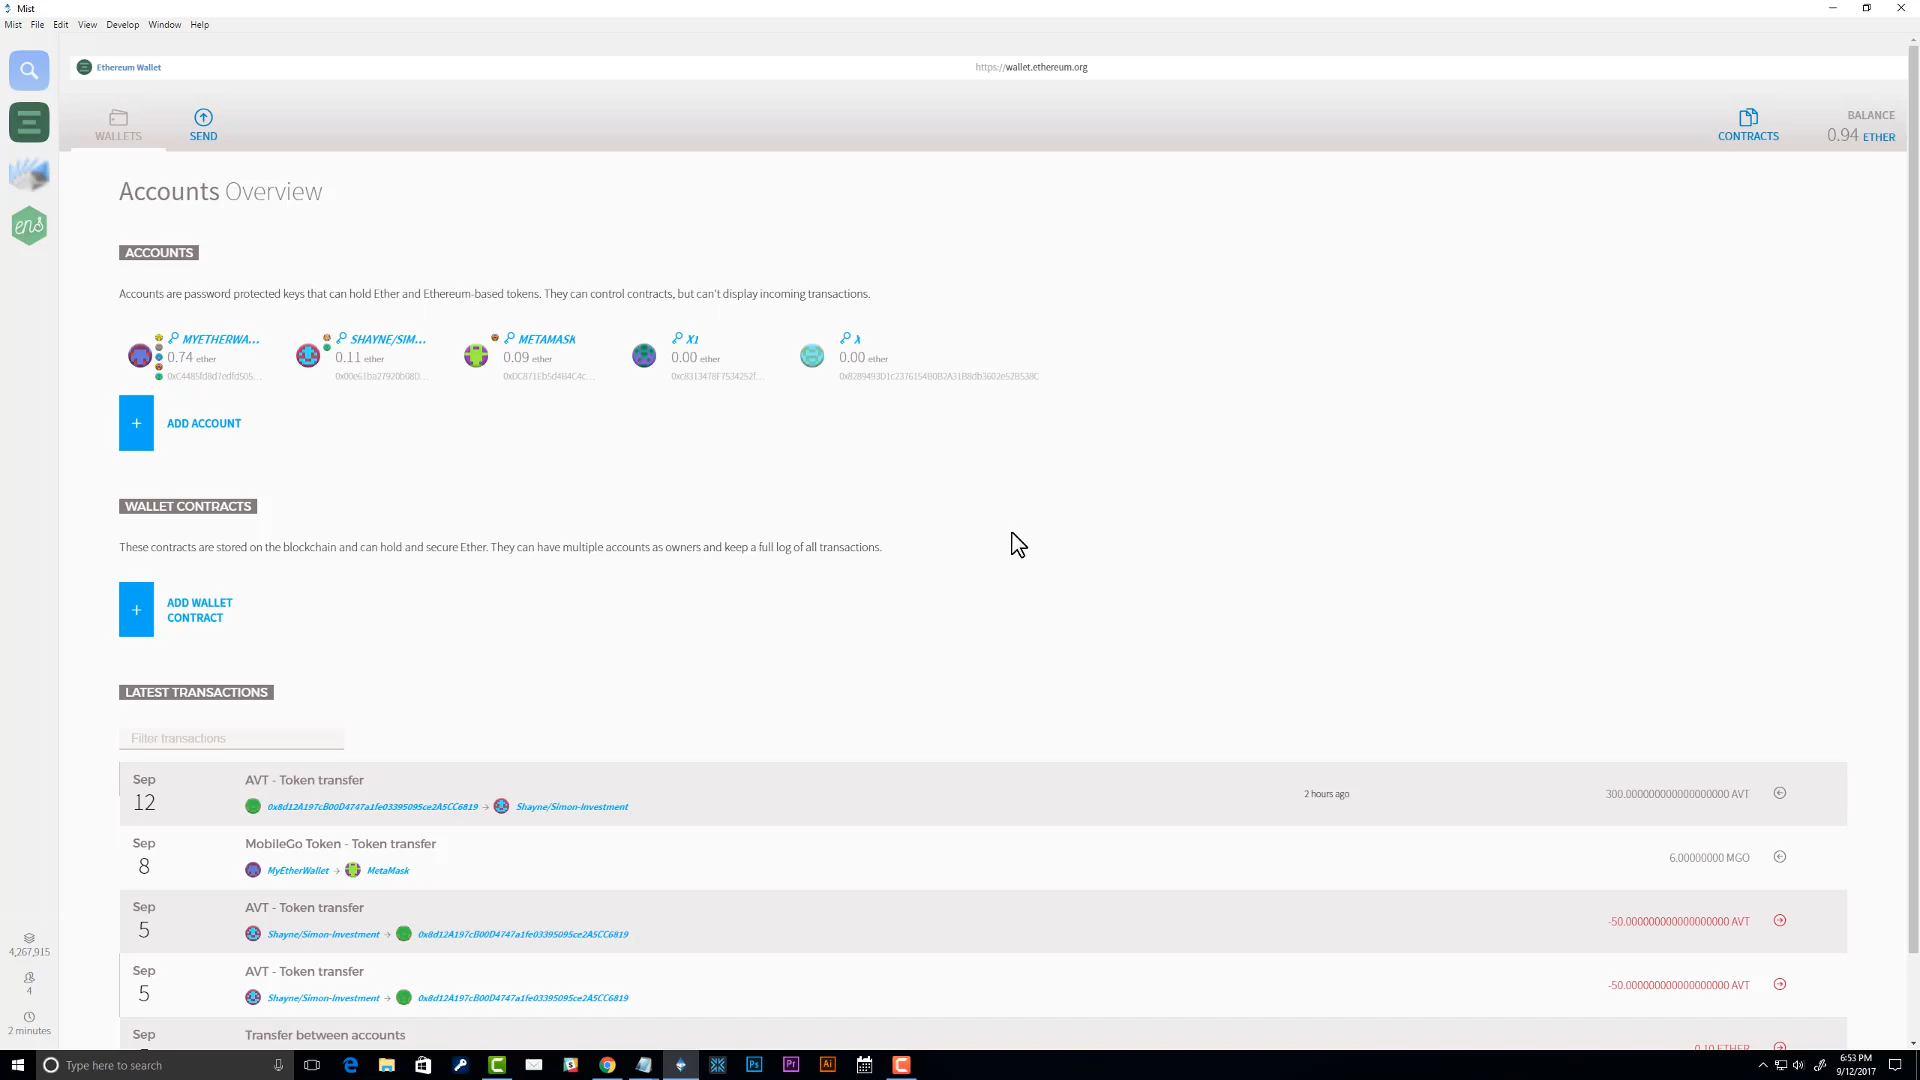 Mist
Mist File Edit View Develop Window Help
Ethereum Wallet
https://wallet.ethereum.org
WALLETS
SEND
CONTRACTS
BALANCE
0.94 ETHER
Accounts Overview
ACCOUNTS
Accounts are password protected keys that can hold Ether and Ethereum-based tokens. They can control contracts, but can't display incoming transactions.
MYETHERWA...
0.74 ether
0xC4485fd8d7edfd505...
SHAYNE/SIM...
0.11 ether
0x00e61ba27920b08D...
METAMASK
0.09 ether
0xDC871Eb5d4B4C4c...
X1
0.00 ether
0xc8313478F7534252f...
0.00 ether
0x8289493D1c2376154B0B2A31B8db3602e52B538C
+ ADD ACCOUNT
WALLET CONTRACTS
These contracts are stored on the blockchain and can hold and secure Ether. They can have multiple accounts as owners and keep a full log of all transactions.
+ ADD WALLET
CONTRACT
LATEST TRANSACTIONS
Filter transactions
Sep
12
AVT - Token transfer
0x8d12A197cB00D4747a1fe03395095ce2A5CC6819 → Shayne/Simon-Investment
2 hours ago
300.000000000000000000 AVT
Sep
8
MobileGo Token - Token transfer
MyEtherWallet → MetaMask
6.00000000 MGO
Sep
5
AVT - Token transfer
Shayne/Simon-Investment → 0x8d12A197cB00D4747a1fe03395095ce2A5CC6819
-50.000000000000000000 AVT
Sep
5
AVT - Token transfer
Shayne/Simon-Investment → 0x8d12A197cB00D4747a1fe03395095ce2A5CC6819
-50.000000000000000000 AVT
Sep
Transfer between accounts
ens
4,267,915
4
2 minutes
Type here to search
Ps
Pr
Ai
6:53 PM
9/12/2017